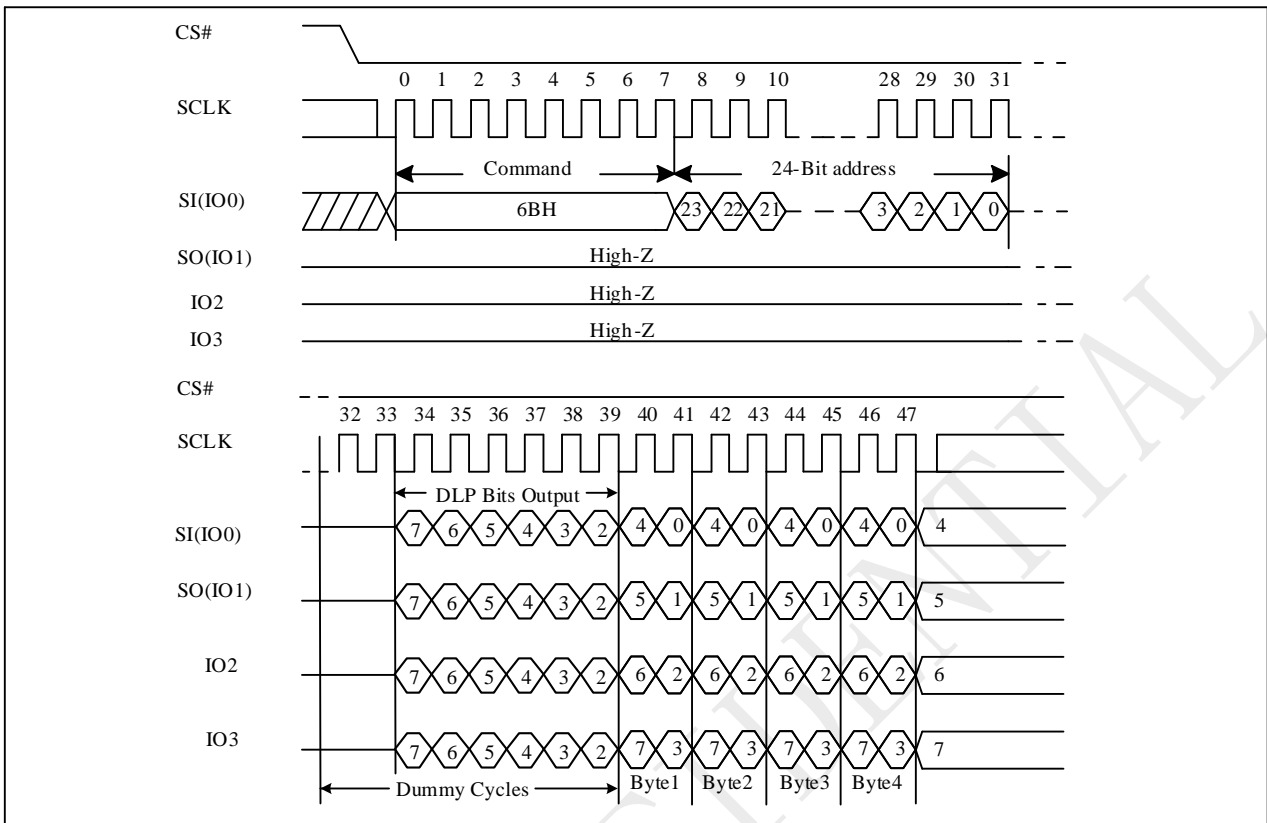 CS#
0 1 2 3 4 5 6 7 8 9 10 28 29 30 31
SCLK
Command 24-Bit address
SI(IO0) 6BH 23 22 21 3 2 1 0
SO(IO1) High-Z
IO2 High-Z
IO3 High-Z
CS#
32 33 34 35 36 37 38 39 40 41 42 43 44 45 46 47
SCLK
DLP Bits Output
SI(IO0) 7 6 5 4 3 2 4 0 4 0 4 0 4 0 4
SO(IO1) 7 6 5 4 3 2 5 1 5 1 5 1 5 1 5
IO2 7 6 5 4 3 2 6 2 6 2 6 2 6 2 6
IO3 7 6 5 4 3 2 7 3 7 3 7 3 7 3 7
Dummy Cycles Byte1 Byte2 Byte3 Byte4